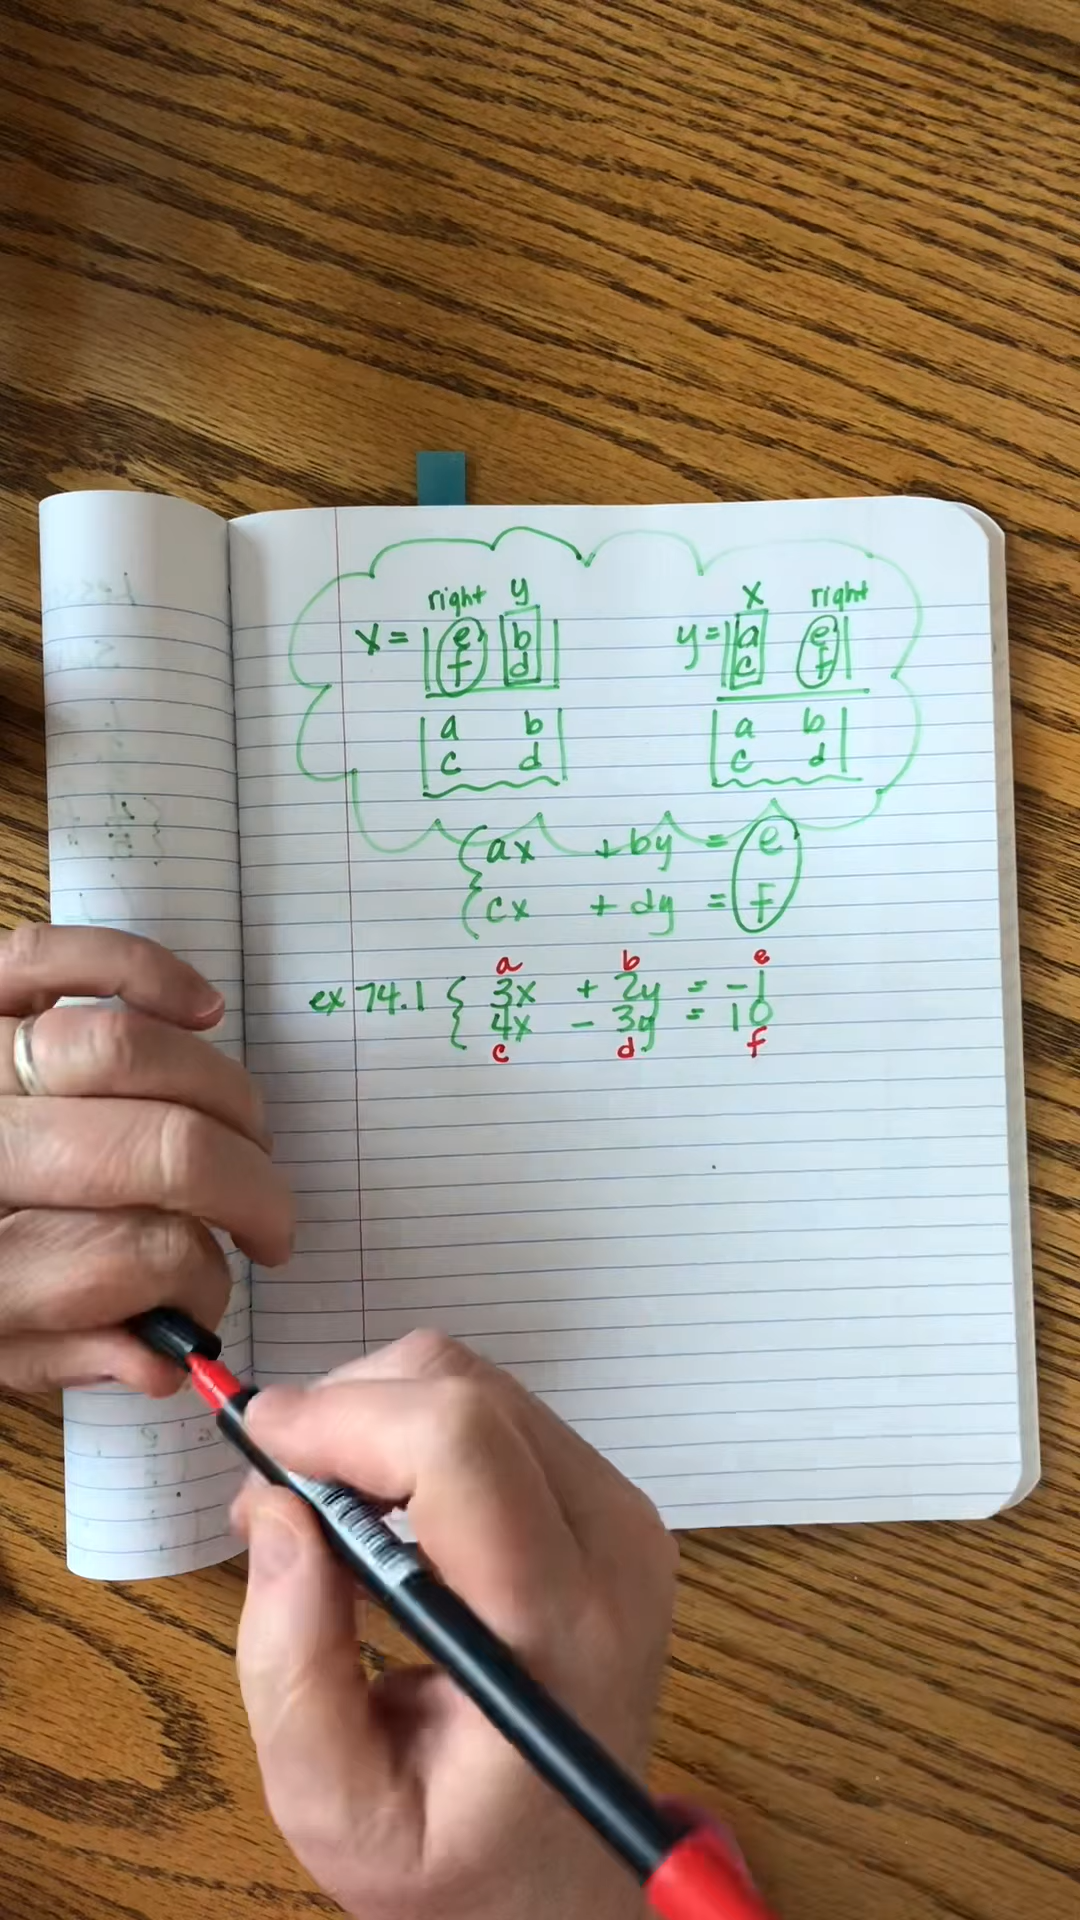 right y x right
x = | e b | y = | a e |
| f d | | c f |
| a b | | a b |
| c d | | c d |
{ ax + by = e
{ cx + dy = f
a b e
ex 74.1 { 3x + 2y = -1
{ 4x - 3y = 10
c d f